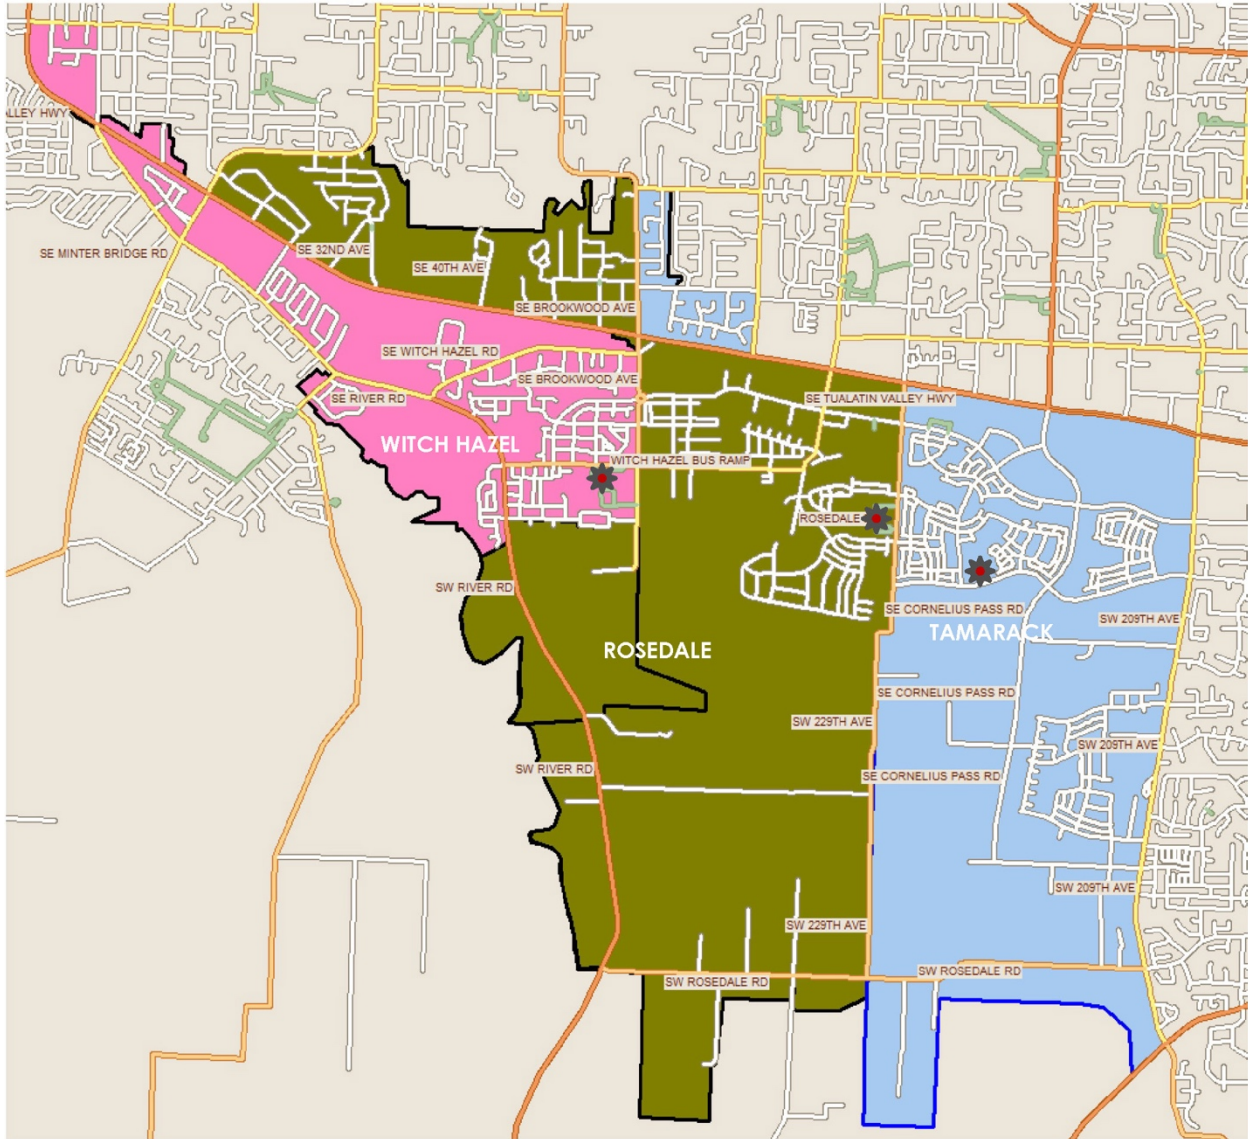 ALLEY HWY
SE MINTER BRIDGE RD
SE 32ND AVE
SE 40TH AVE
SE BROOKWOOD AVE
SE WITCH HAZEL RD
SE BROOKWOOD AVE
SE RIVER RD
SE TUALATIN VALLEY HWY
WITCH HAZEL
WITCH HAZEL BUS RAMP
ROSEDALE
SW RIVER RD
SE CORNELIUS PASS RD
SW 209TH AVE
TAMARACK
ROSEDALE
SE CORNELIUS PASS RD
SW 229TH AVE
SW 209TH AVE
SW RIVER RD
SE CORNELIUS PASS RD
SW 209TH AVE
SW 229TH AVE
SW ROSEDALE RD
SW ROSEDALE RD